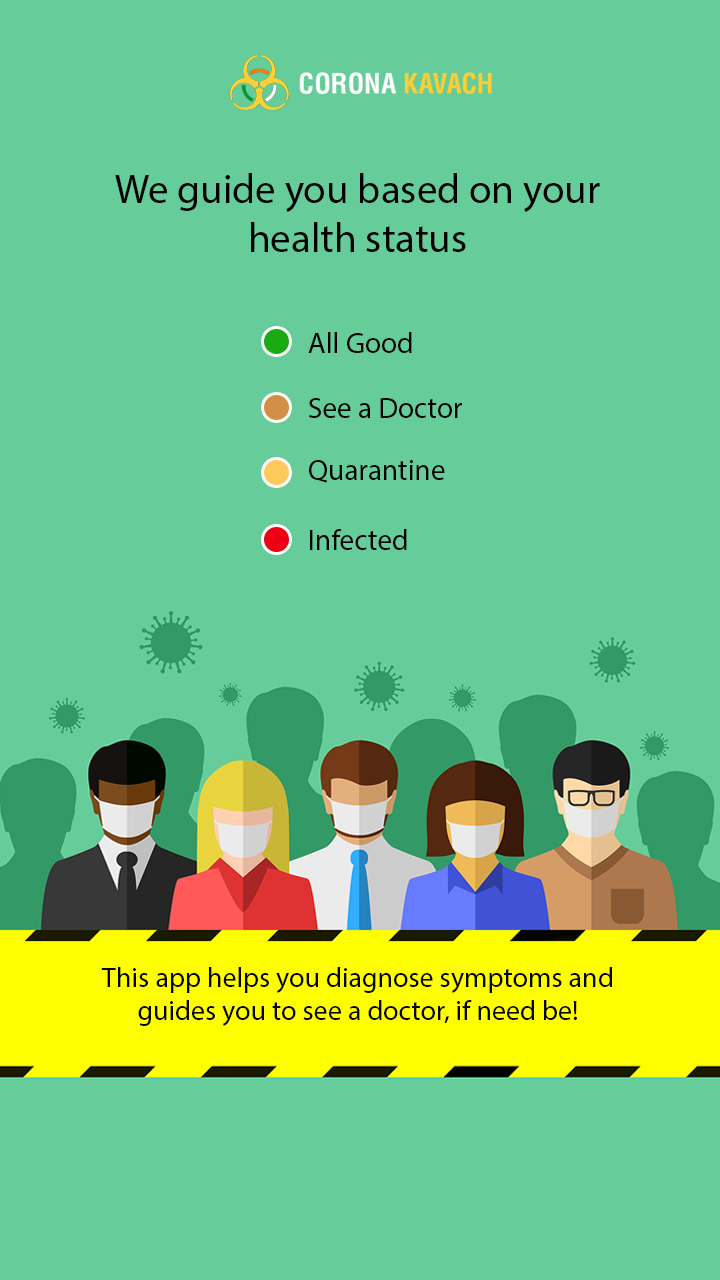 CORONA KAVACH
We guide you based on your
health status
All Good
See a Doctor
Quarantine
Infected
This app helps you diagnose symptoms and
guides you to see a doctor, if need be!